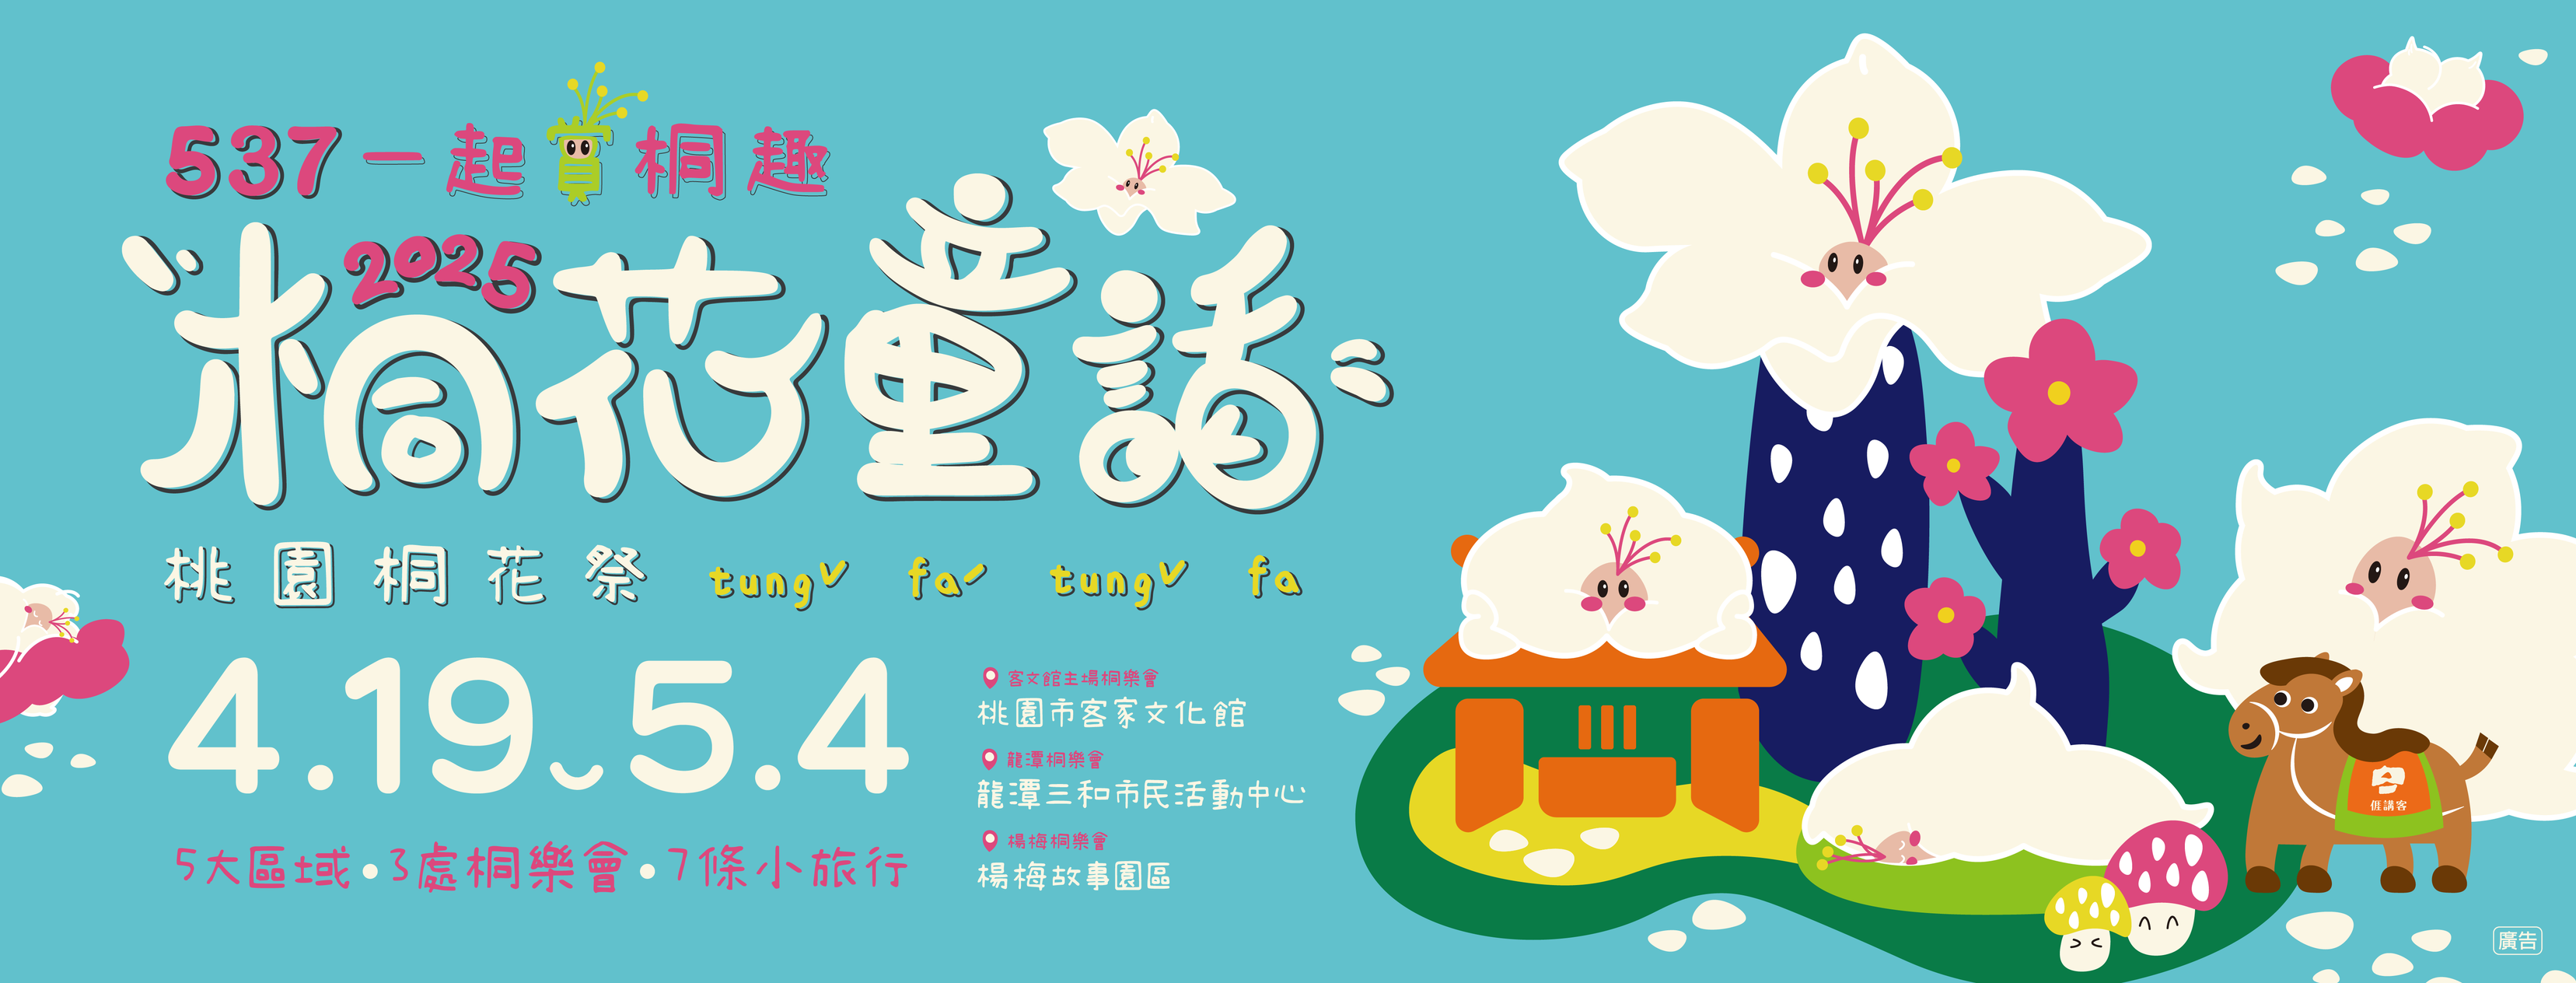 537一起賞桐趣
2025
桐花童話
桃園桐花祭 tungˇ faˊ tungˇ fa
4.19~5.4
5大區域•3處桐樂會•7條小旅行
客文館主場桐樂會
桃園市客家文化館
龍潭桐樂會
龍潭三和市民活動中心
楊梅桐樂會
楊梅故事園區
𠊎講客
廣告